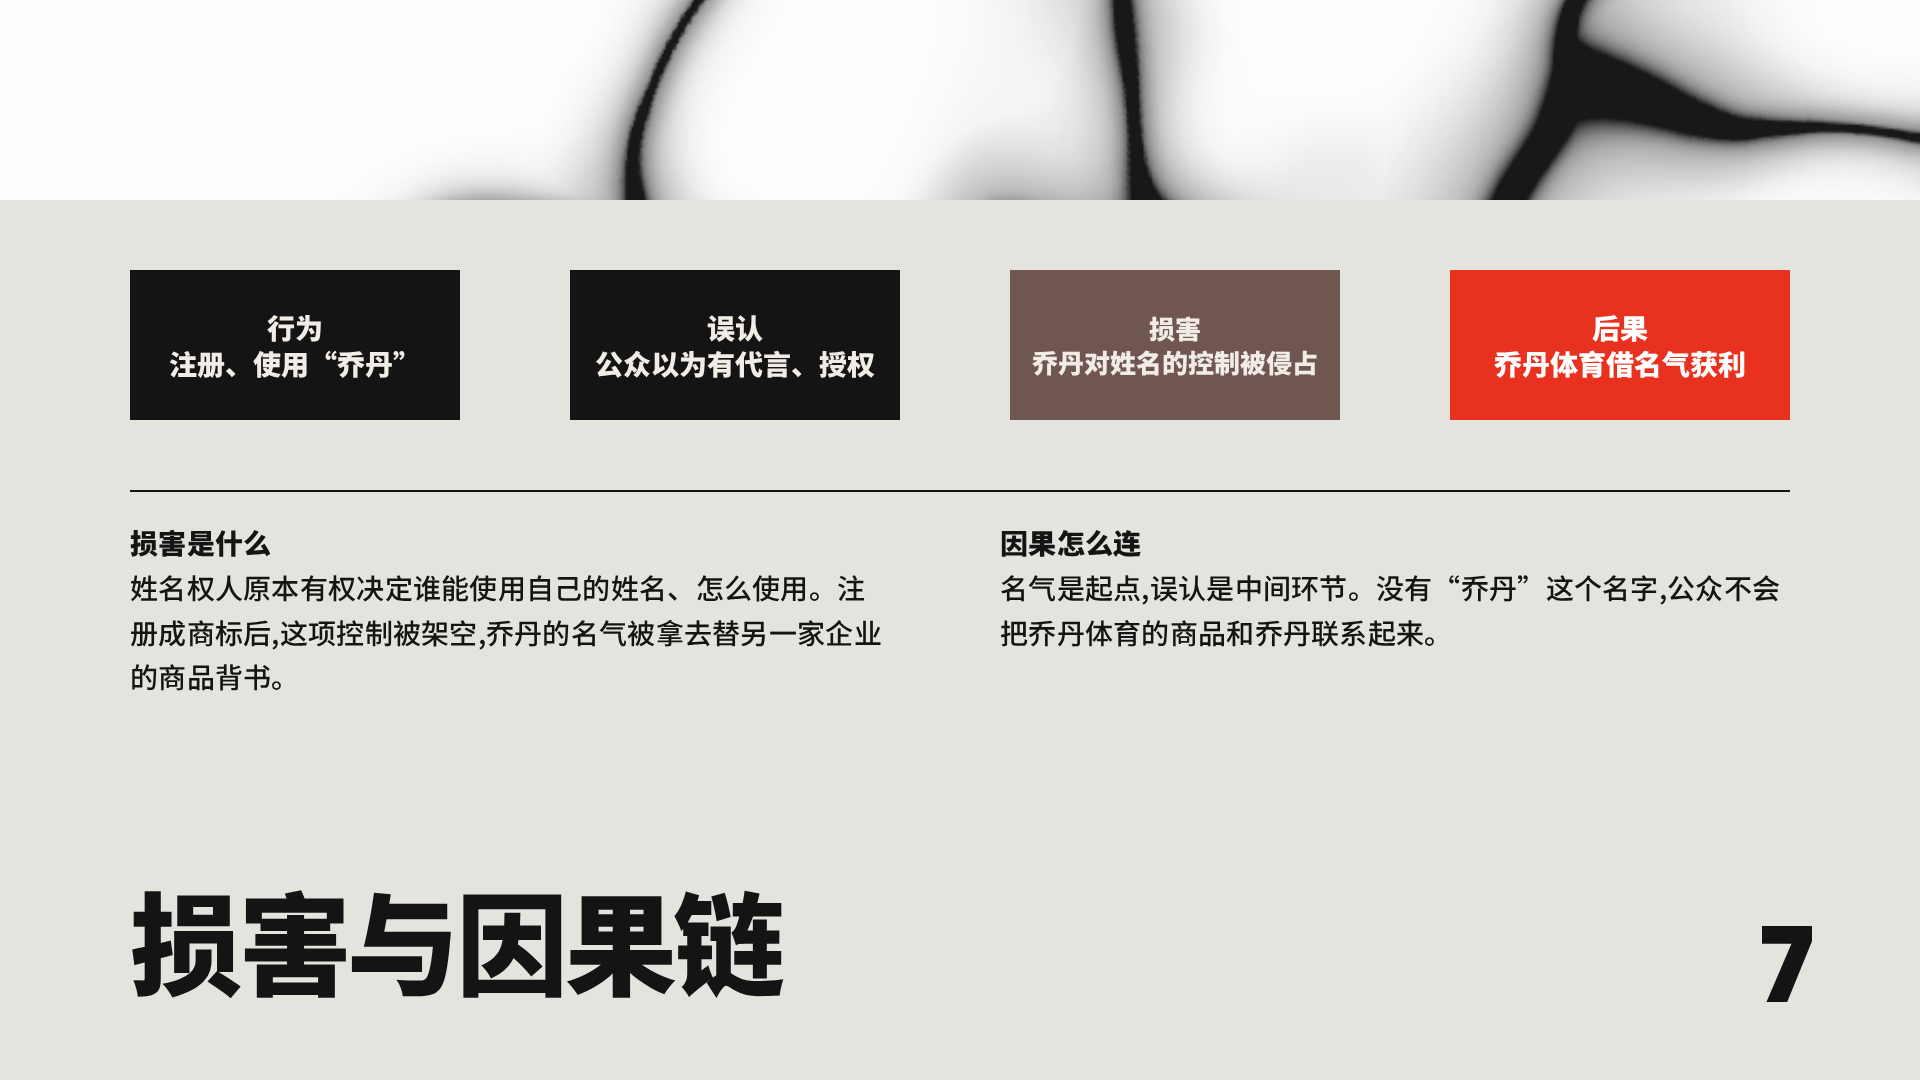 行为
注册、使用“乔丹”
误认
公众以为有代言、授权
损害
乔丹对姓名的控制被侵占
后果
乔丹体育借名气获利
损害是什么
姓名权人原本有权决定谁能使用自己的姓名、怎么使用。注
册成商标后,这项控制被架空,乔丹的名气被拿去替另一家企业
的商品背书。
因果怎么连
名气是起点,误认是中间环节。没有“乔丹”这个名字,公众不会
把乔丹体育的商品和乔丹联系起来。
损害与因果链
7